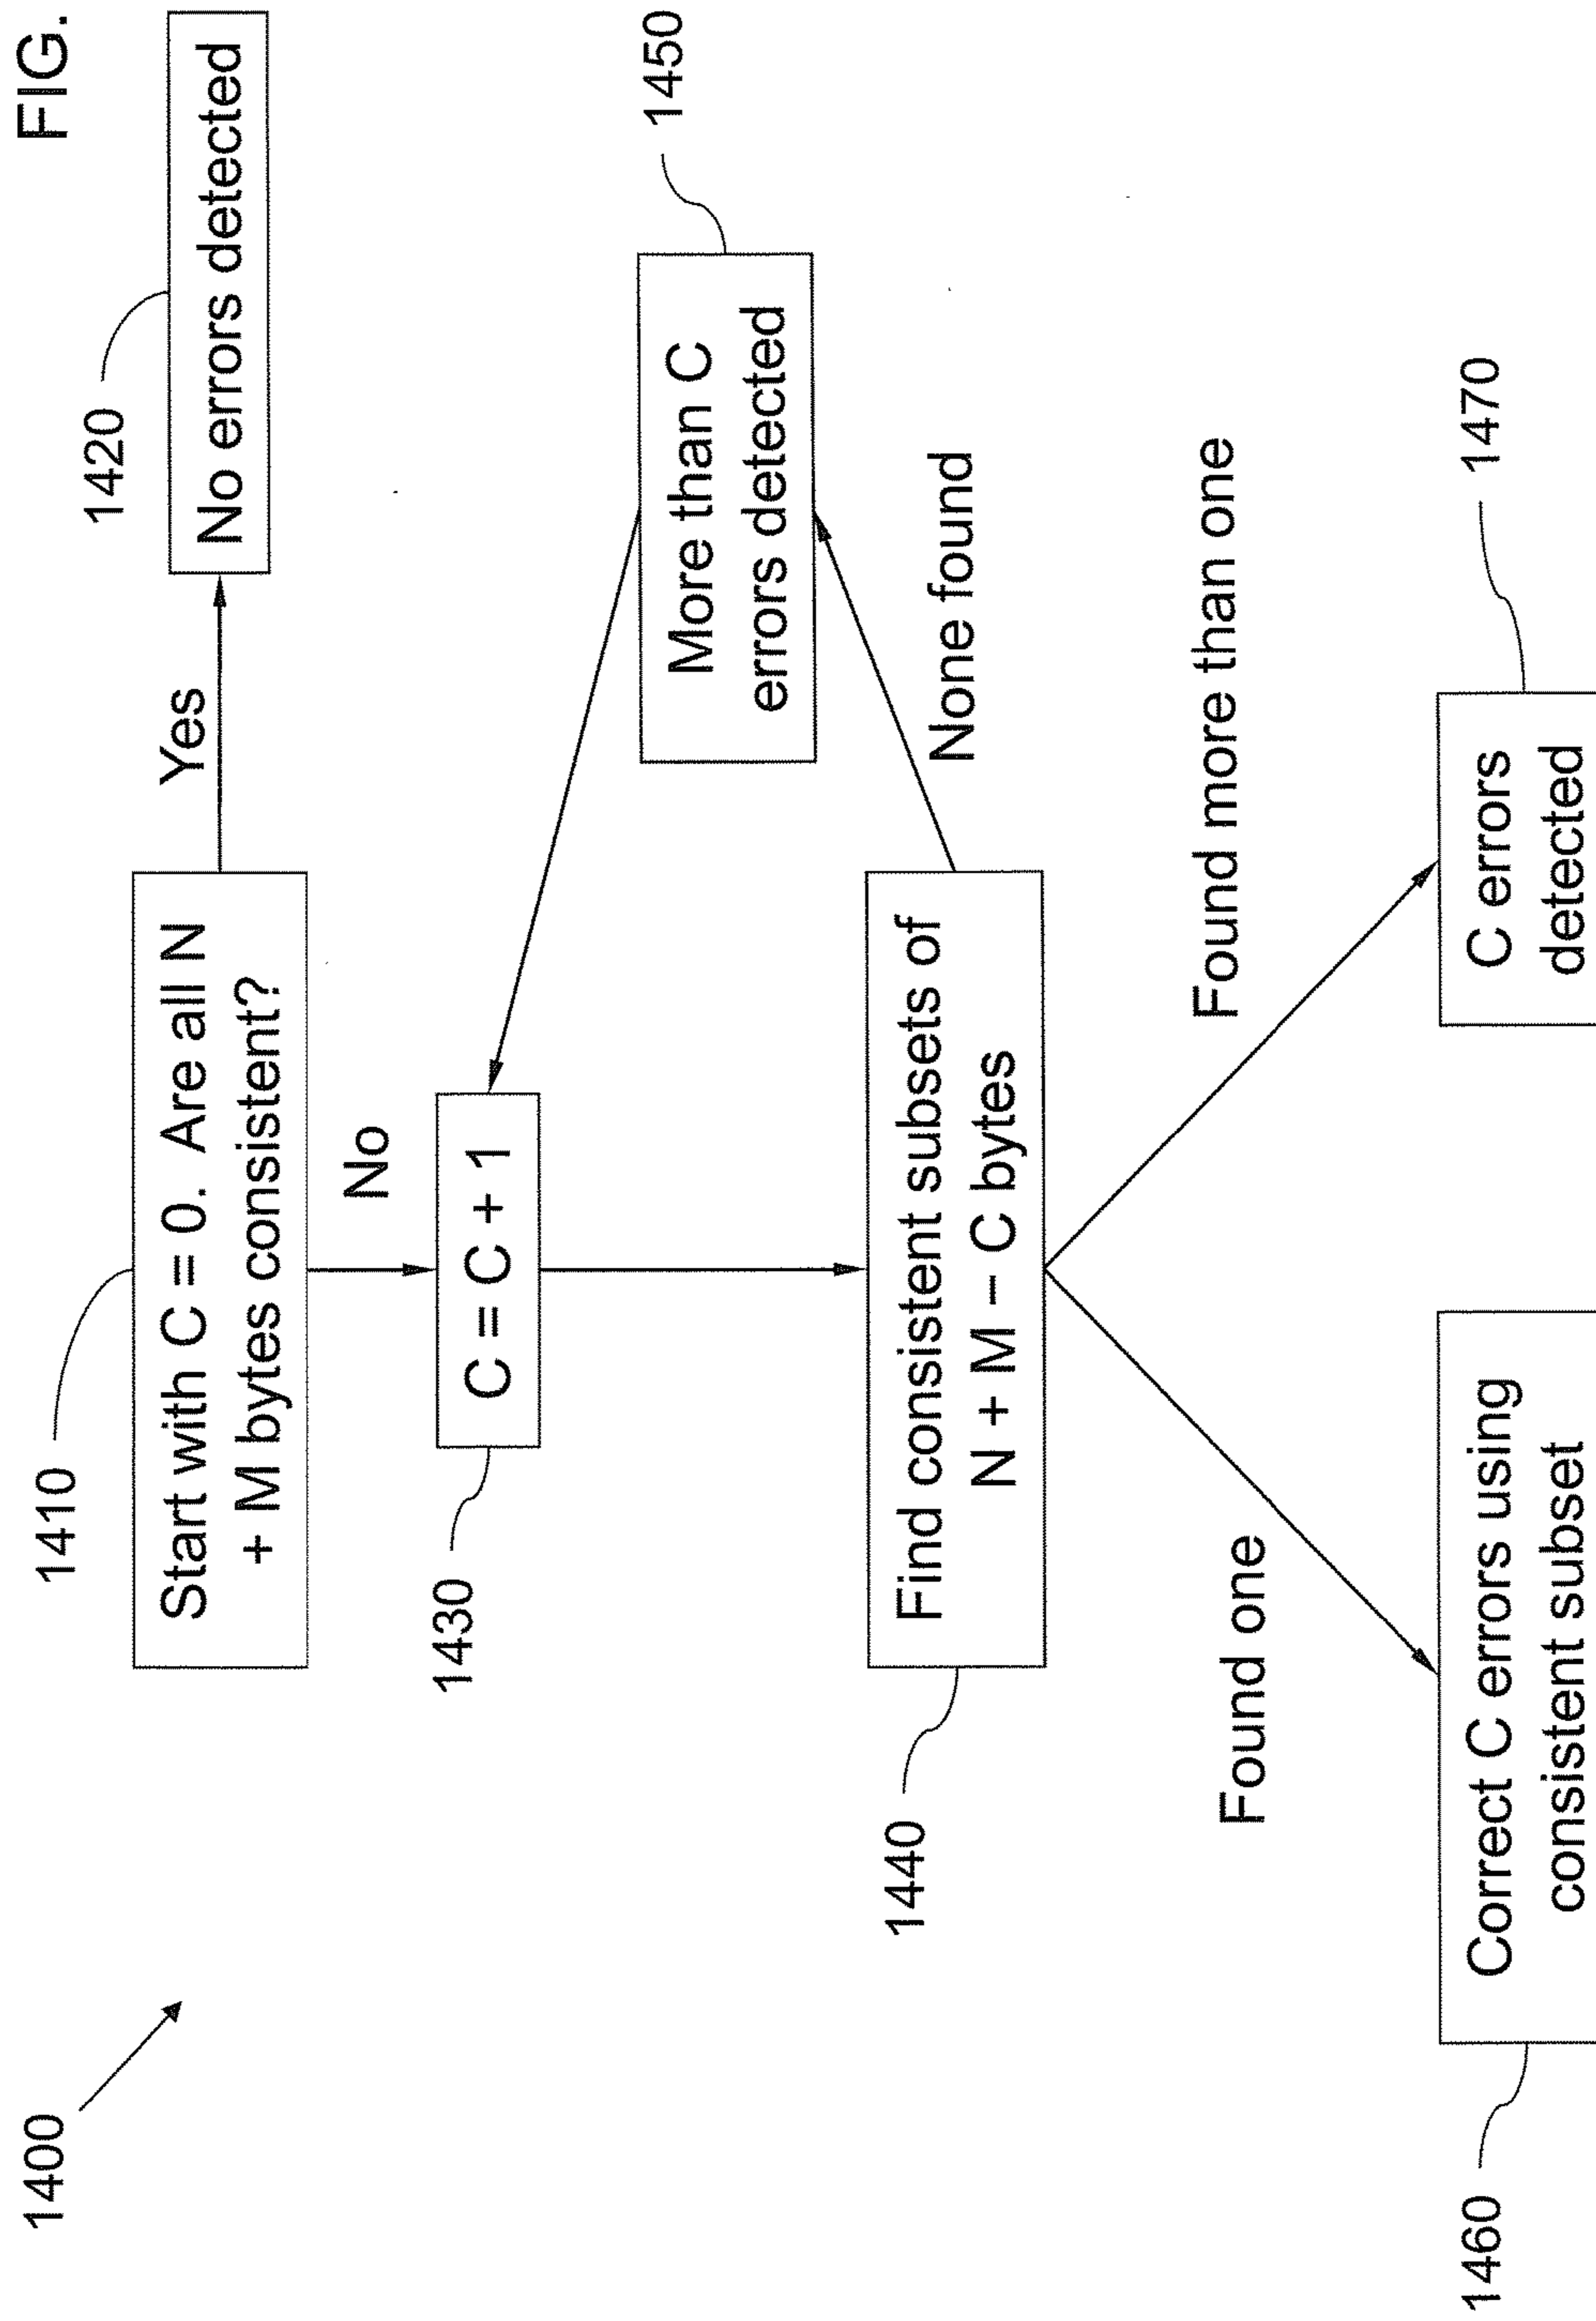 FIG.
1400
1410
Start with C = 0. Are all N
+ M bytes consistent?
Yes
1420
No errors detected
No
1430
C = C + 1
1450
More than C
errors detected
1440
Find consistent subsets of
N + M − C bytes
None found
Found one
Found more than one
1460
Correct C errors using
consistent subset
1470
C errors
detected